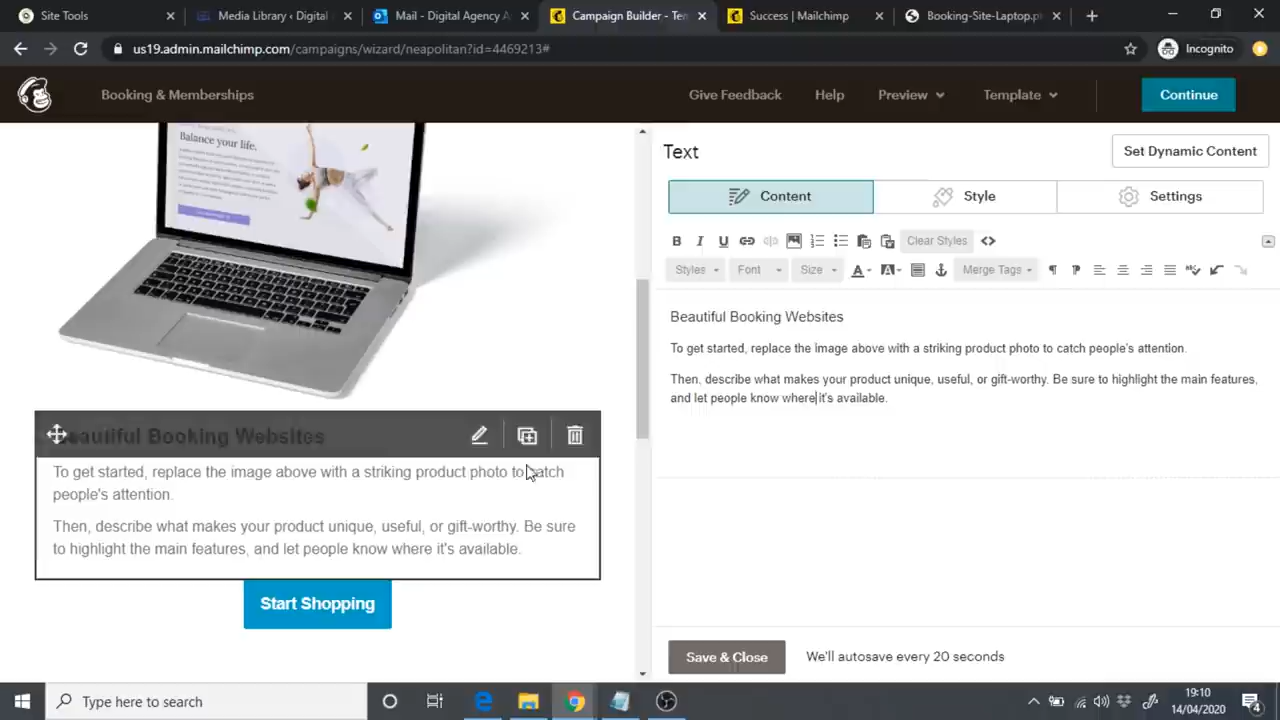 Site Tools
Media Library ‹ Digital
Mail - Digital Agency A
Campaign Builder - Ten
Success | Mailchimp
Booking-Site-Laptop.p
us19.admin.mailchimp.com/campaigns/wizard/neapolitan?id=4469213#
Incognito
Booking & Memberships
Give Feedback
Help
Preview
Template
Continue
Balance your life.
Text
Set Dynamic Content
Content
Style
Settings
B I U
Clear Styles
Styles
Font
Size
A
A
Merge Tags
Beautiful Booking Websites
To get started, replace the image above with a striking product photo to catch people's attention.
Then, describe what makes your product unique, useful, or gift-worthy. Be sure to highlight the main features,
and let people know where it's available.
Beautiful Booking Websites
To get started, replace the image above with a striking product photo to catch
people's attention.
Then, describe what makes your product unique, useful, or gift-worthy. Be sure
to highlight the main features, and let people know where it's available.
Start Shopping
Save & Close
We'll autosave every 20 seconds
Type here to search
19:10
14/04/2020
4